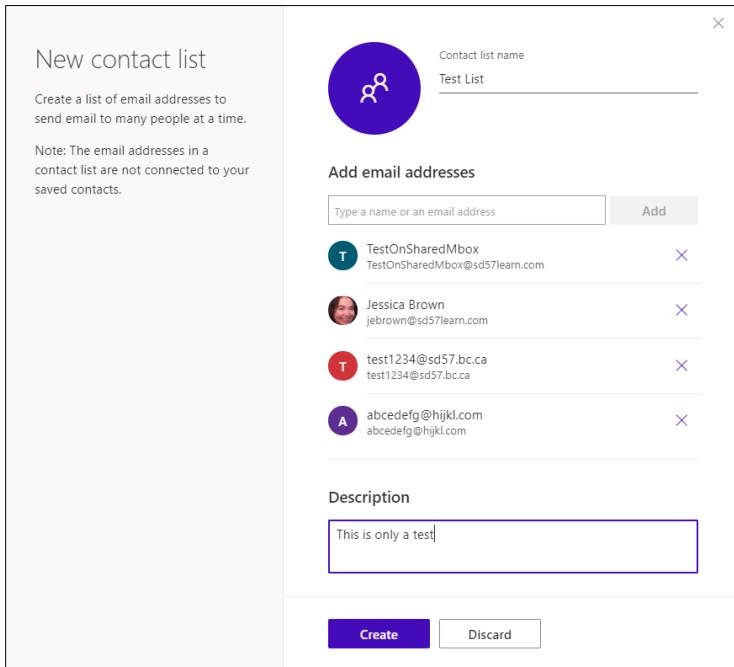 New contact list
Create a list of email addresses to
send email to many people at a time.
Note: The email addresses in a
contact list are not connected to your
saved contacts.
Contact list name
Test List
Add email addresses
Type a name or an email address
Add
T
TestOnSharedMbox
TestOnSharedMbox@sd57learn.com
Jessica Brown
jebrown@sd57learn.com
T
test1234@sd57.bc.ca
test1234@sd57.bc.ca
A
abcedefg@hijkl.com
abcedefg@hijkl.com
Description
This is only a test
Create
Discard